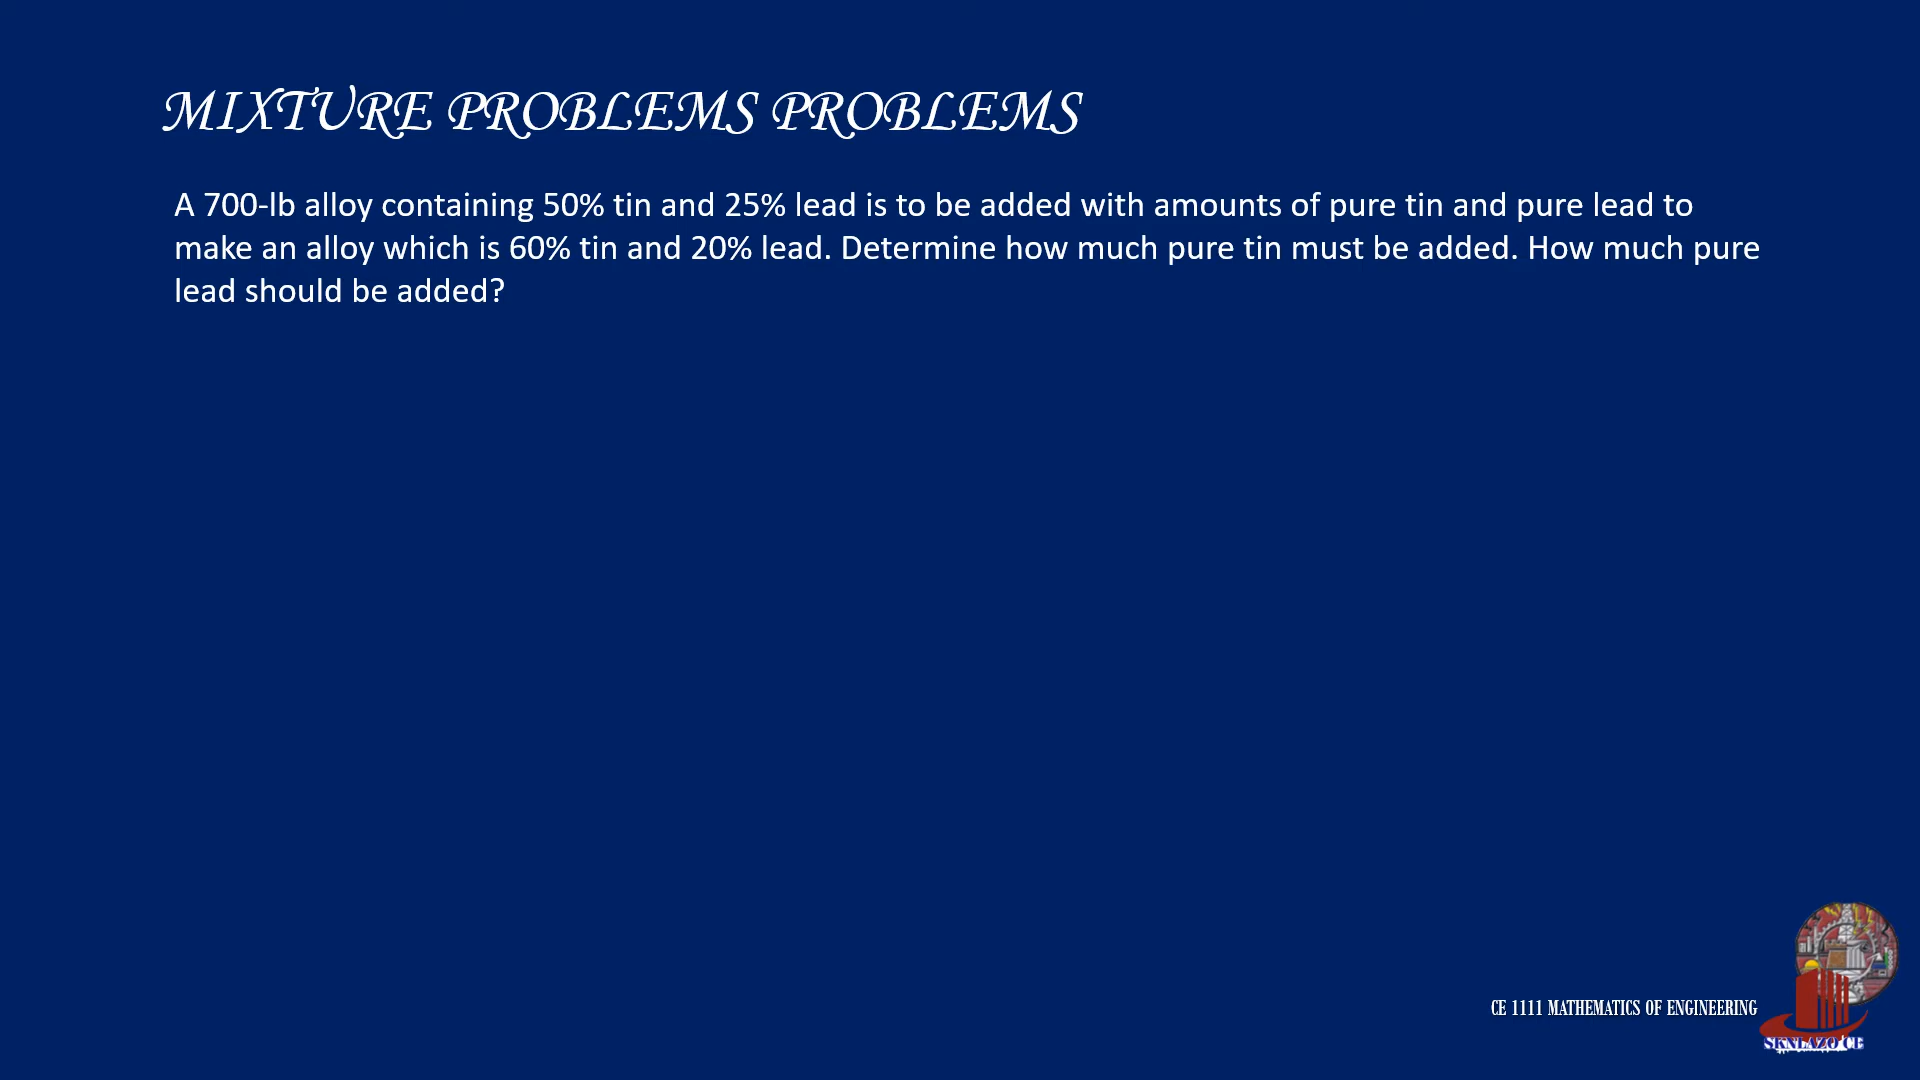 MIXTURE PROBLEMS PROBLEMS
A 700-lb alloy containing 50% tin and 25% lead is to be added with amounts of pure tin and pure lead to
make an alloy which is 60% tin and 20% lead. Determine how much pure tin must be added. How much pure
lead should be added?
CE 1111 MATHEMATICS OF ENGINEERING
SKNLAZO CE